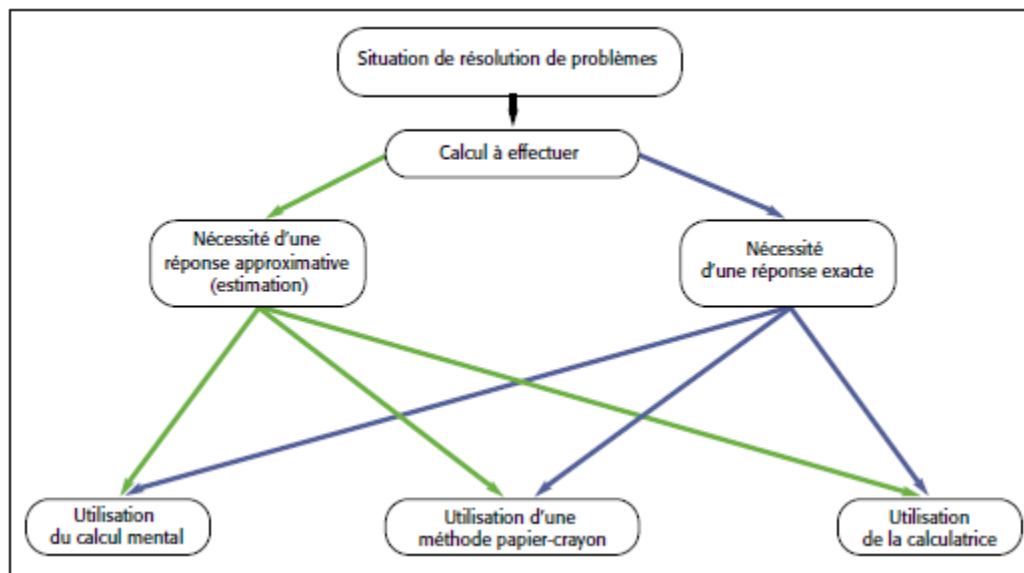 Situation de résolution de problèmes
Calcul à effectuer
Nécessité d'une
réponse approximative
(estimation)
Nécessité
d'une réponse exacte
Utilisation
du calcul mental
Utilisation d'une
méthode papier-crayon
Utilisation
de la calculatrice